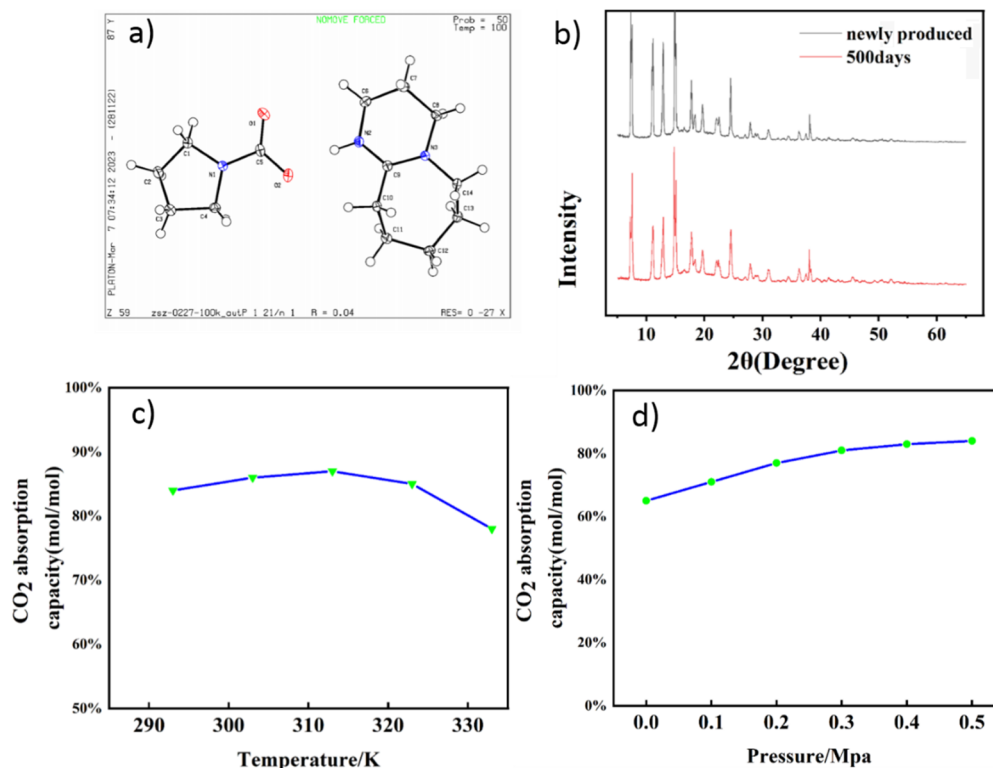 a)
NOMOVE FORCED
Prob = 50
Temp = 100
PLATON-Mar 7 07:34:12 2023 - (281122)
87 Y
O1
C1
N1
C5
O2
C2
C3
C4
C7
C6
C8
N2
N3
C9
C14
C10
C13
C11
C12
Z 59
zsz-0227-100k_outP 1 21/n 1
R = 0.04
RES= 0 -27 X
b)
newly produced
500days
Intensity
10 20 30 40 50 60
2θ(Degree)
c)
100%
90%
80%
70%
60%
50%
CO2 absorption
capacity(mol/mol)
290 300 310 320 330
Temperature/K
d)
100%
80%
60%
40%
20%
0%
CO2 absorption
capacity(mol/mol)
0.0 0.1 0.2 0.3 0.4 0.5
Pressure/Mpa